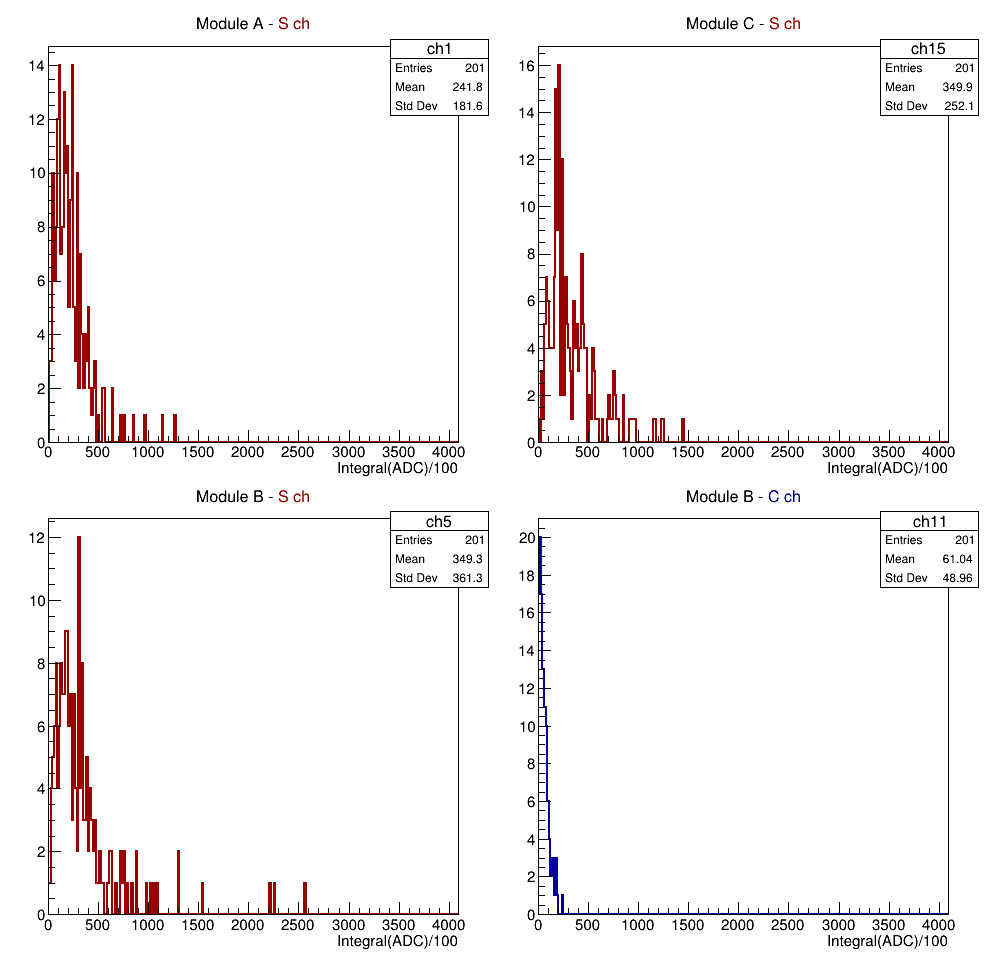 Module A - S ch
ch1
Entries 201
Mean 241.8
Std Dev 181.6
14
12
10
8
6
4
2
0
0 500 1000 1500 2000 2500 3000 3500 4000
Integral(ADC)/100
Module C - S ch
ch15
Entries 201
Mean 349.9
Std Dev 252.1
16
14
12
10
8
6
4
2
0
0 500 1000 1500 2000 2500 3000 3500 4000
Integral(ADC)/100
Module B - S ch
ch5
Entries 201
Mean 349.3
Std Dev 361.3
12
10
8
6
4
2
0
0 500 1000 1500 2000 2500 3000 3500 4000
Integral(ADC)/100
Module B - C ch
ch11
Entries 201
Mean 61.04
Std Dev 48.96
20
18
16
14
12
10
8
6
4
2
0
0 500 1000 1500 2000 2500 3000 3500 4000
Integral(ADC)/100